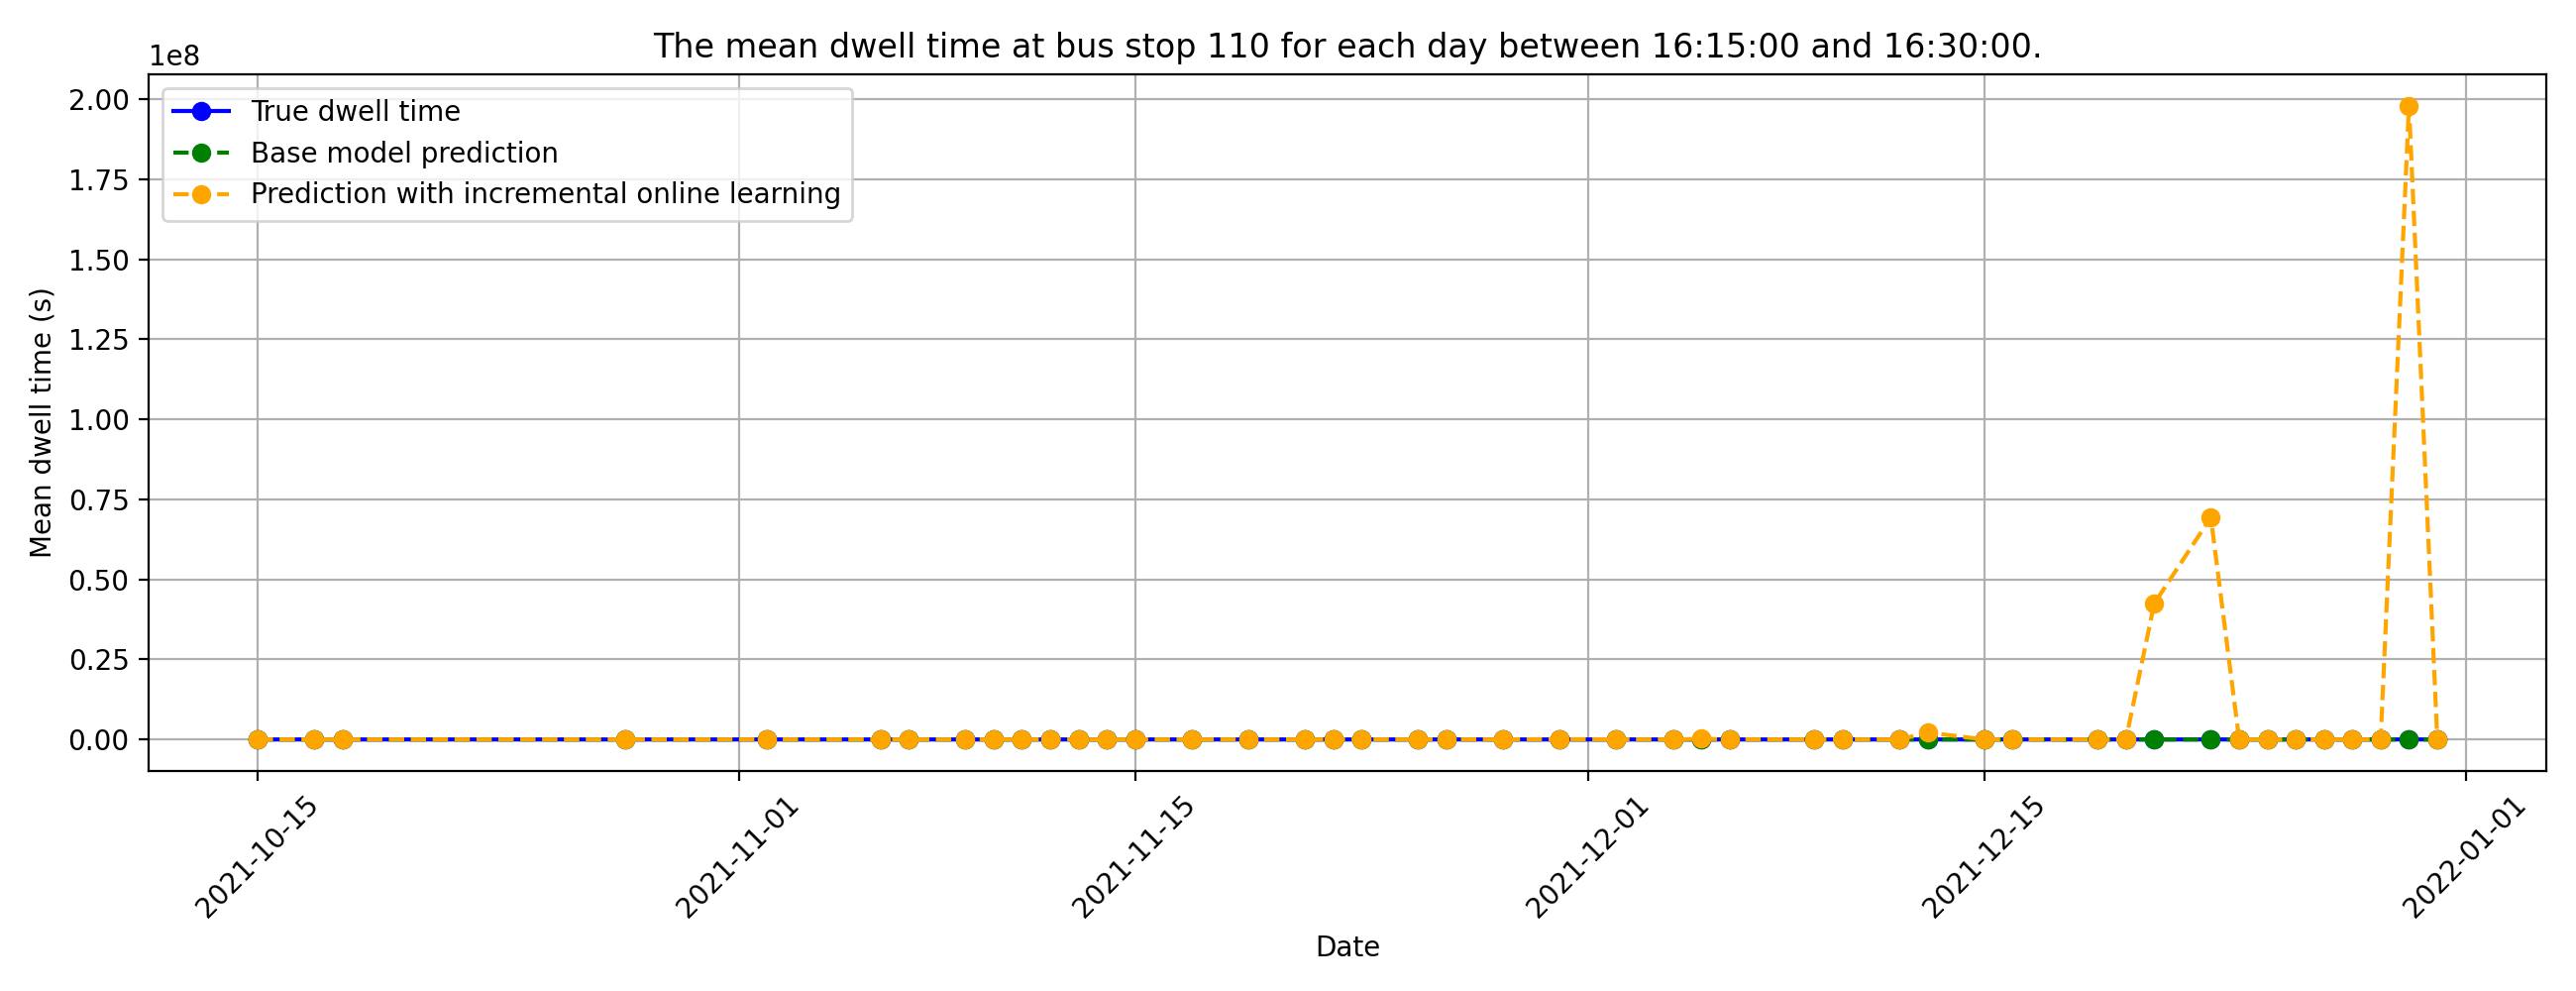 The mean dwell time at bus stop 110 for each day between 16:15:00 and 16:30:00.
1e8
True dwell time
Base model prediction
Prediction with incremental online learning
Mean dwell time (s)
2.00
1.75
1.50
1.25
1.00
0.75
0.50
0.25
0.00
2021-10-15
2021-11-01
2021-11-15
2021-12-01
2021-12-15
2022-01-01
Date